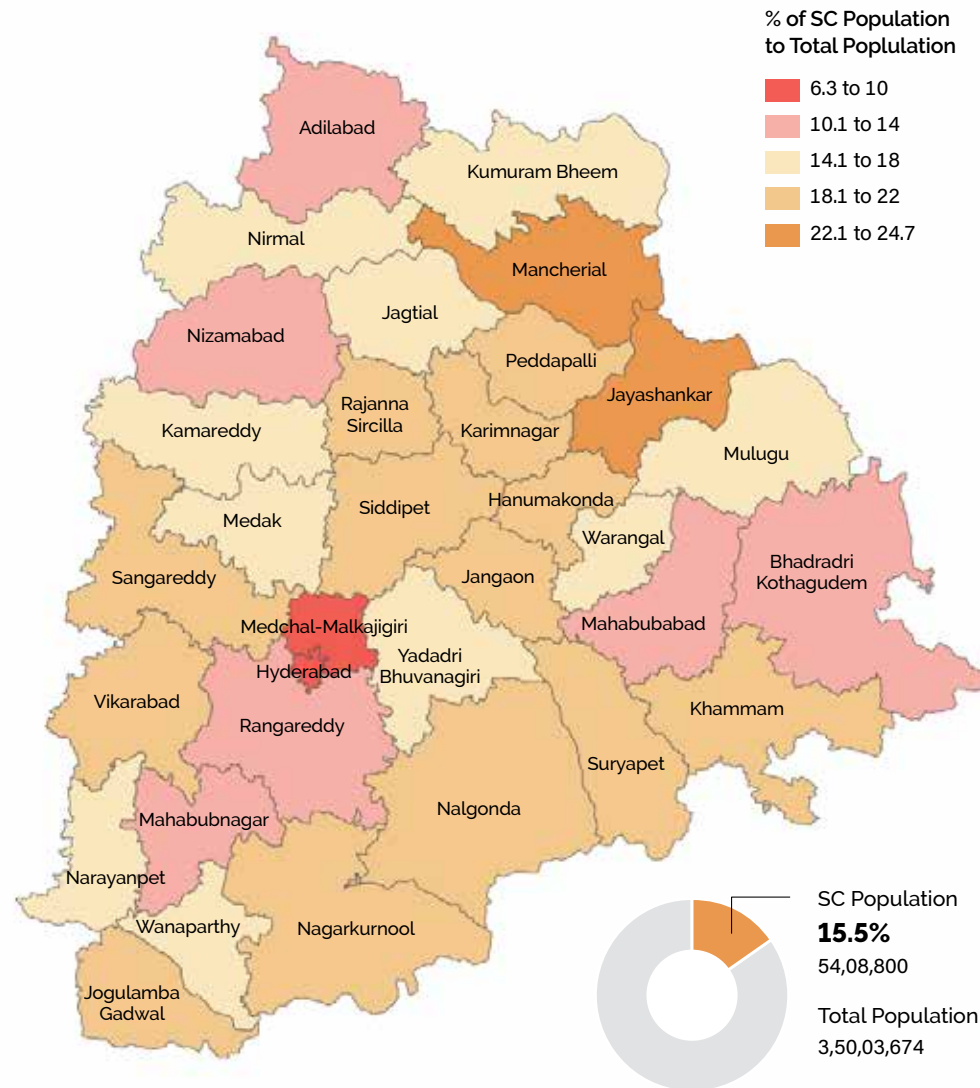 % of SC Population
to Total Poplulation
6.3 to 10
10.1 to 14
14.1 to 18
18.1 to 22
22.1 to 24.7
Adilabad
Kumuram Bheem
Nirmal
Mancherial
Jagtial
Nizamabad
Peddapalli
Jayashankar
Rajanna
Sircilla
Karimnagar
Kamareddy
Mulugu
Siddipet
Hanumakonda
Medak
Warangal
Bhadradri
Kothagudem
Sangareddy
Jangaon
Mahabubabad
Medchal-Malkajigiri
Yadadri
Bhuvanagiri
Hyderabad
Vikarabad
Rangareddy
Khammam
Suryapet
Nalgonda
Mahabubnagar
Narayanpet
Wanaparthy
Nagarkurnool
Jogulamba
Gadwal
SC Population
15.5%
54,08,800
Total Population
3,50,03,674